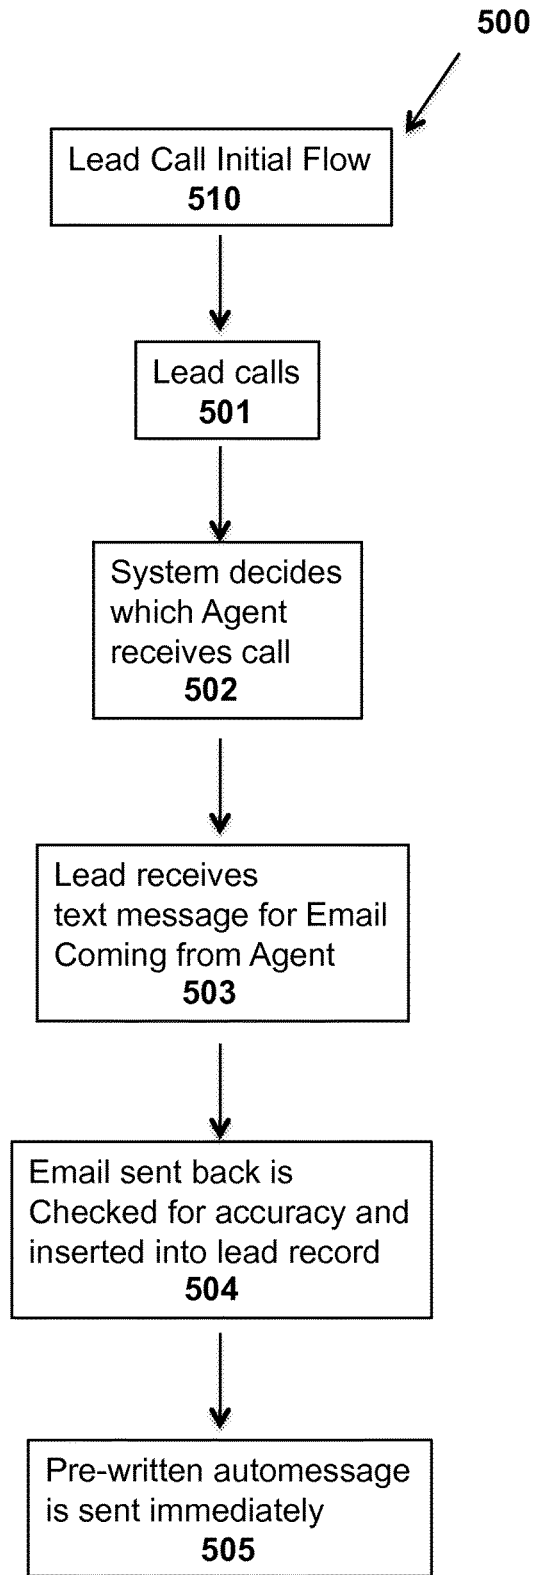 500
Lead Call Initial Flow
510
Lead calls
501
System decides
which Agent
receives call
502
Lead receives
text message for Email
Coming from Agent
503
Email sent back is
Checked for accuracy and
inserted into lead record
504
Pre-written automessage
is sent immediately
505